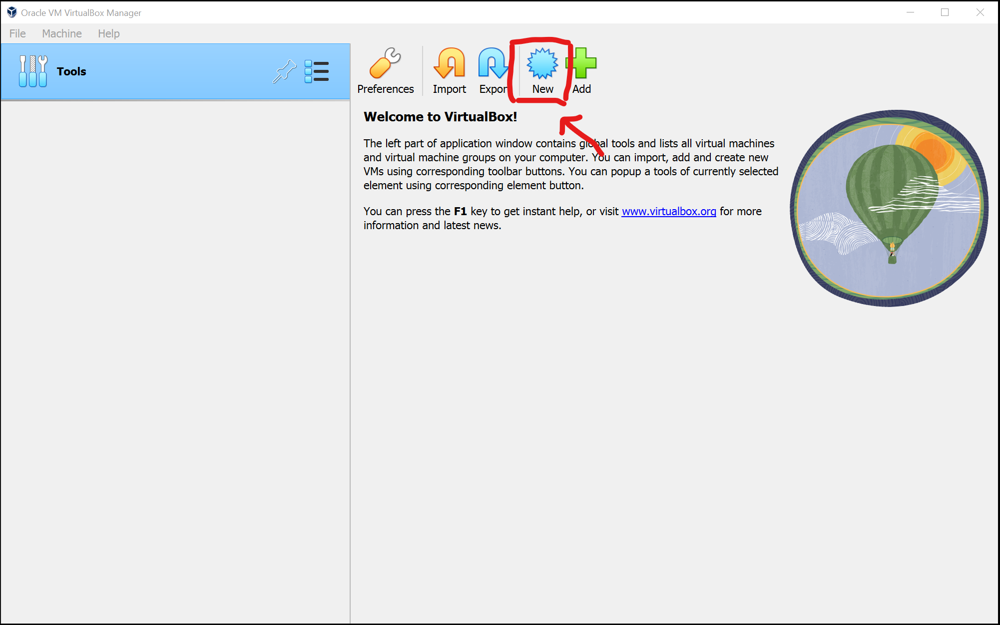 Oracle VM VirtualBox Manager
File Machine Help
Tools
Preferences Import Export New Add
Welcome to VirtualBox!
The left part of application window contains global tools and lists all virtual machines
and virtual machine groups on your computer. You can import, add and create new
VMs using corresponding toolbar buttons. You can popup a tools of currently selected
element using corresponding element button.
You can press the F1 key to get instant help, or visit www.virtualbox.org for more
information and latest news.